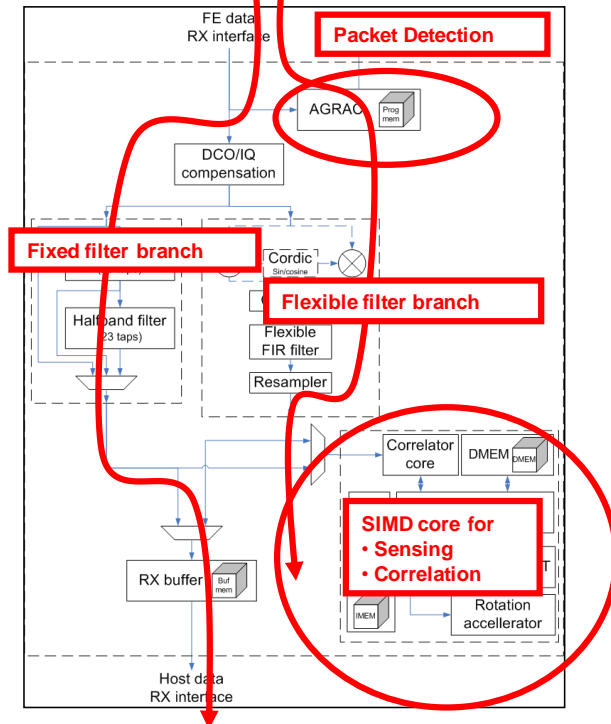 FE data
RX interface
Packet Detection
AGRAC
Prog
mem
DCO/IQ
compensation
Fixed filter branch
Cordic
Sin/cosine
Flexible filter branch
Halfband filter
(23 taps)
Flexible
FIR filter
Resampler
Correlator
core
DMEM
DMEM
SIMD core for
• Sensing
• Correlation
RX buffer
Buf
mem
IMEM
Rotation
accellerator
Host data
RX interface